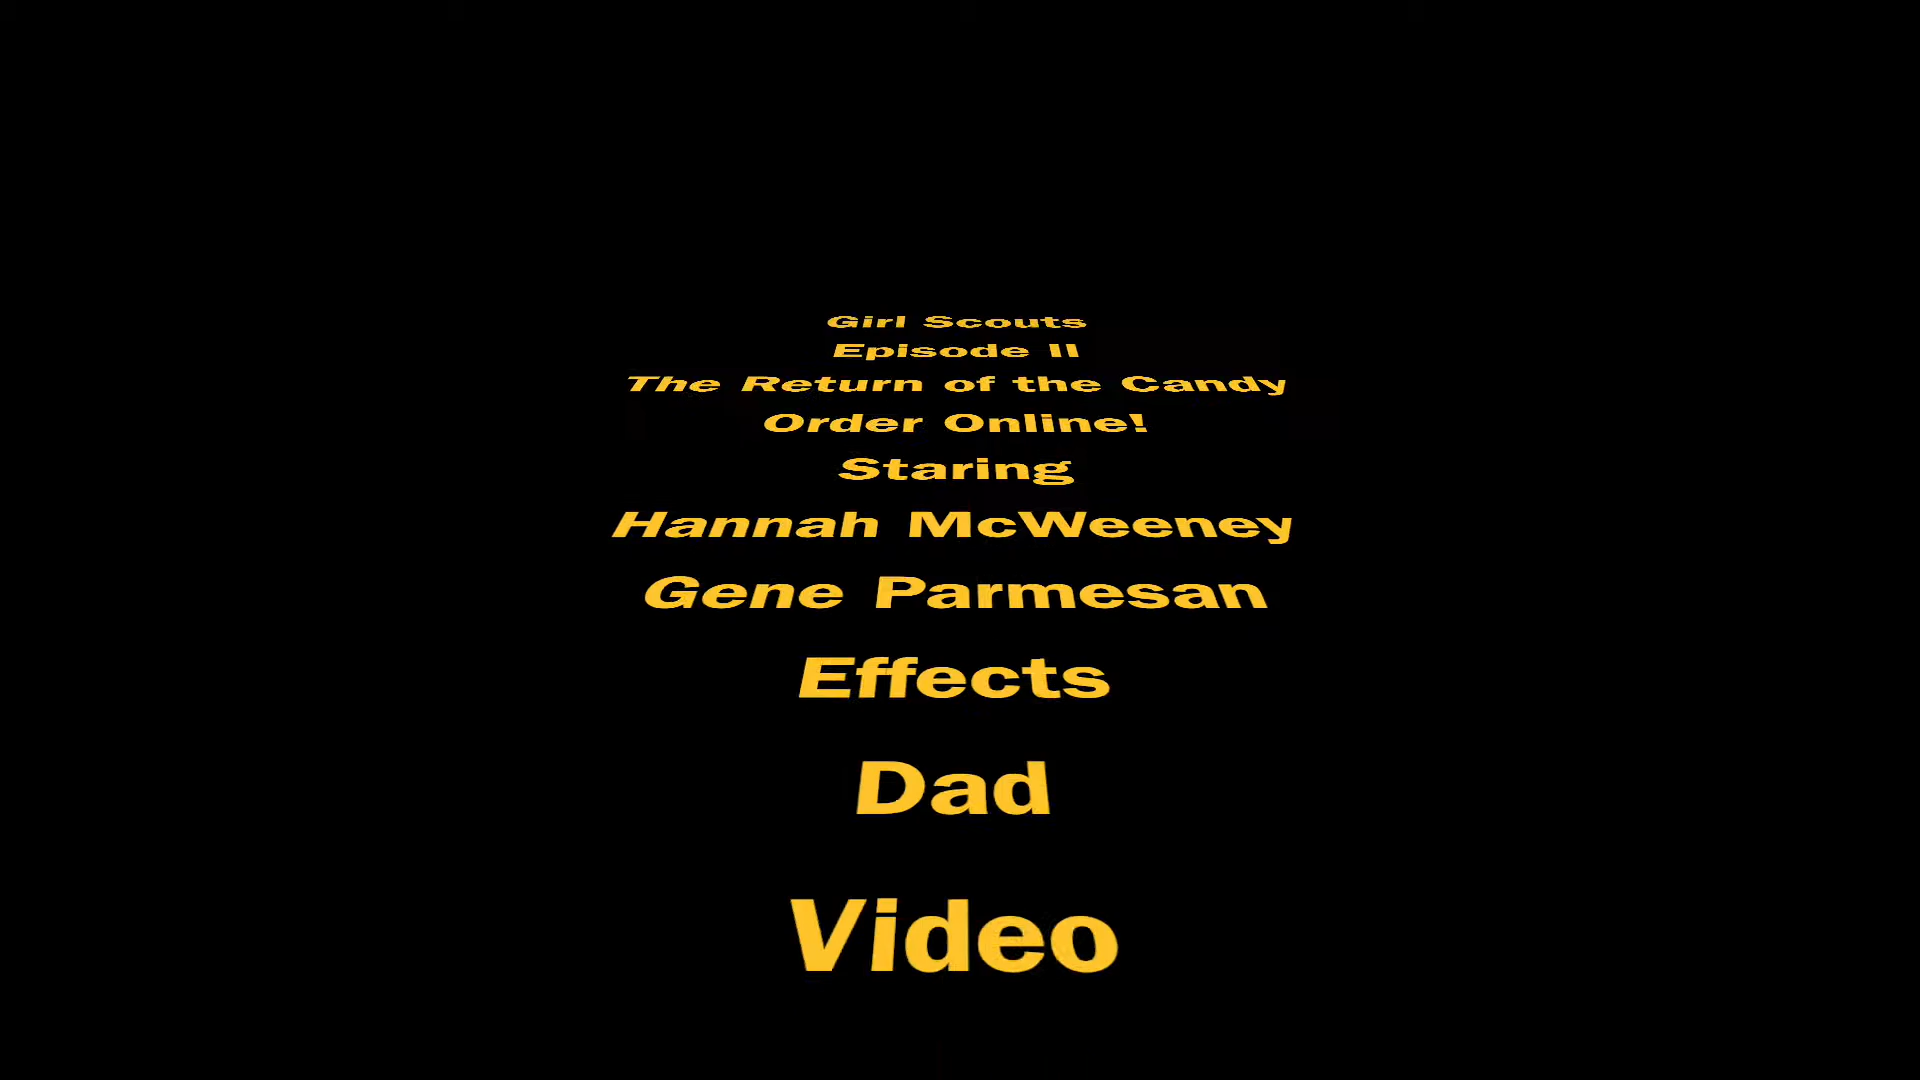 Girl Scouts
Episode II
The Return of the Candy
Order Online!
Staring
Hannah McWeeney
Gene Parmesan
Effects
Dad
Video